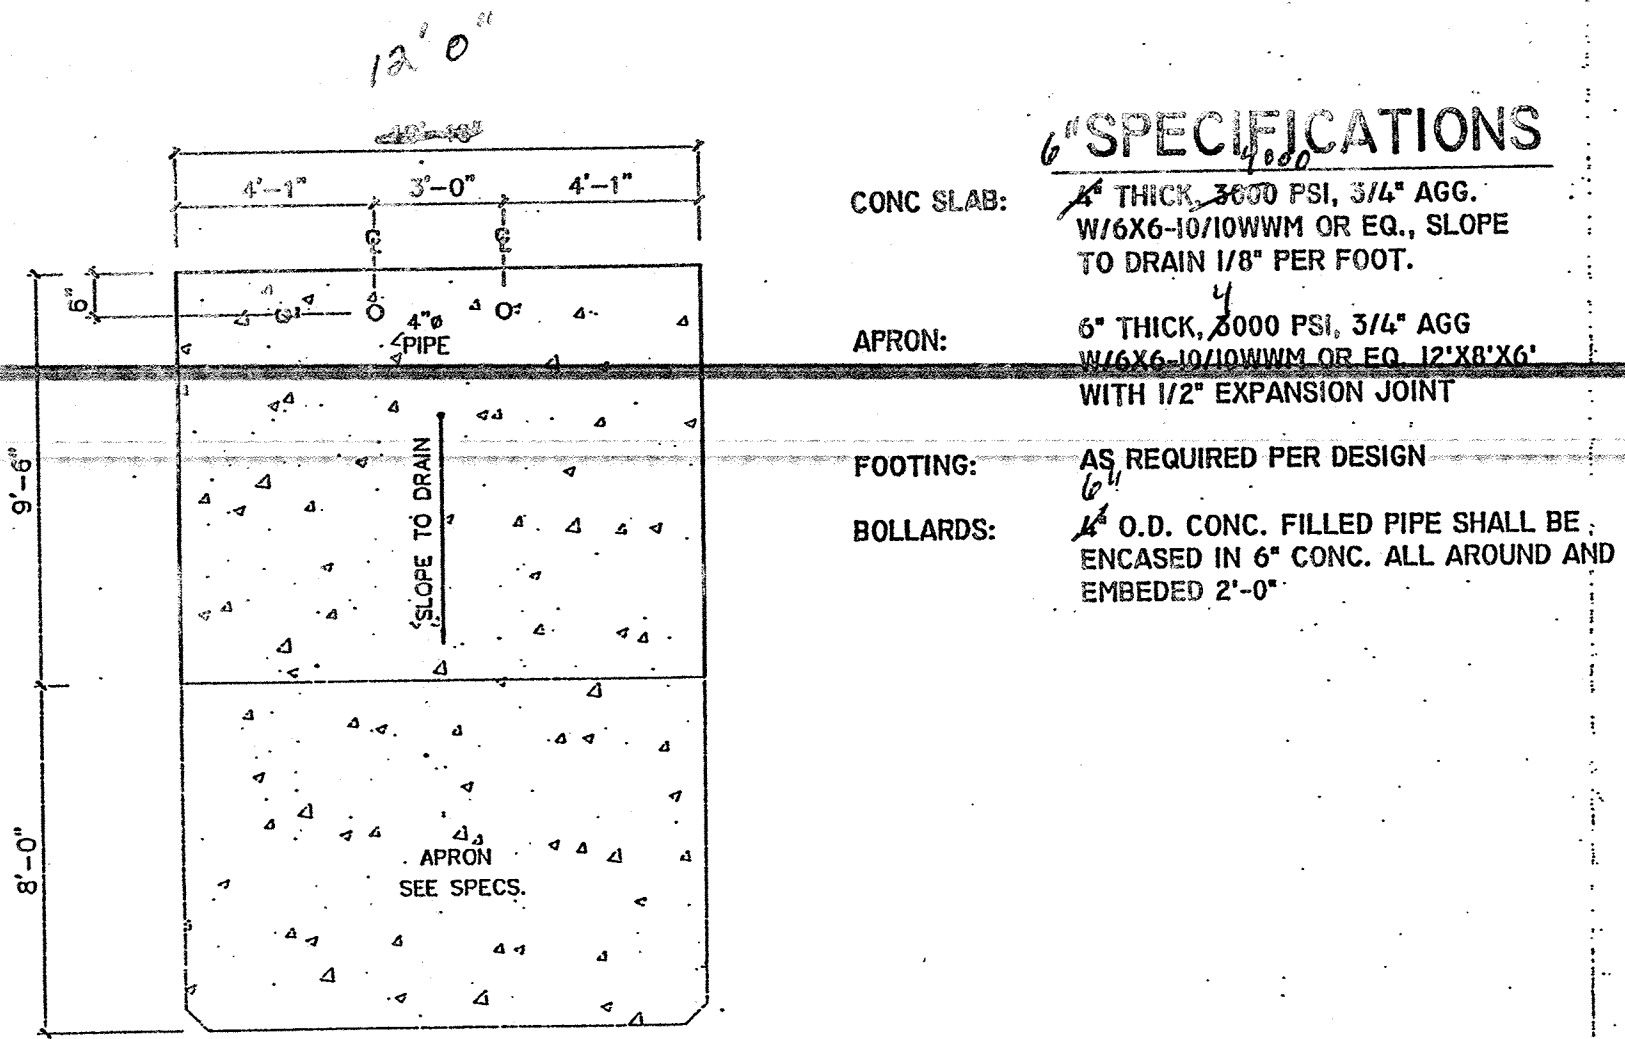 12' 0"
4'-1"
3'-0"
4'-1"
6"
4"ø
PIPE
9'-6"
"SLOPE TO DRAIN"
8'-0"
APRON
SEE SPECS.
SPECIFICATIONS
6" 4000
CONC SLAB: 4" THICK, 3000 PSI, 3/4" AGG.
W/6X6-10/10WWM OR EQ., SLOPE
TO DRAIN 1/8" PER FOOT.
4
APRON: 6" THICK, 3000 PSI, 3/4" AGG
W/6X6-10/10WWM OR EQ. 12'X8'X6'
WITH 1/2" EXPANSION JOINT
FOOTING: AS REQUIRED PER DESIGN
6"
BOLLARDS: 4" O.D. CONC. FILLED PIPE SHALL BE
ENCASED IN 6" CONC. ALL AROUND AND
EMBEDED 2'-0"